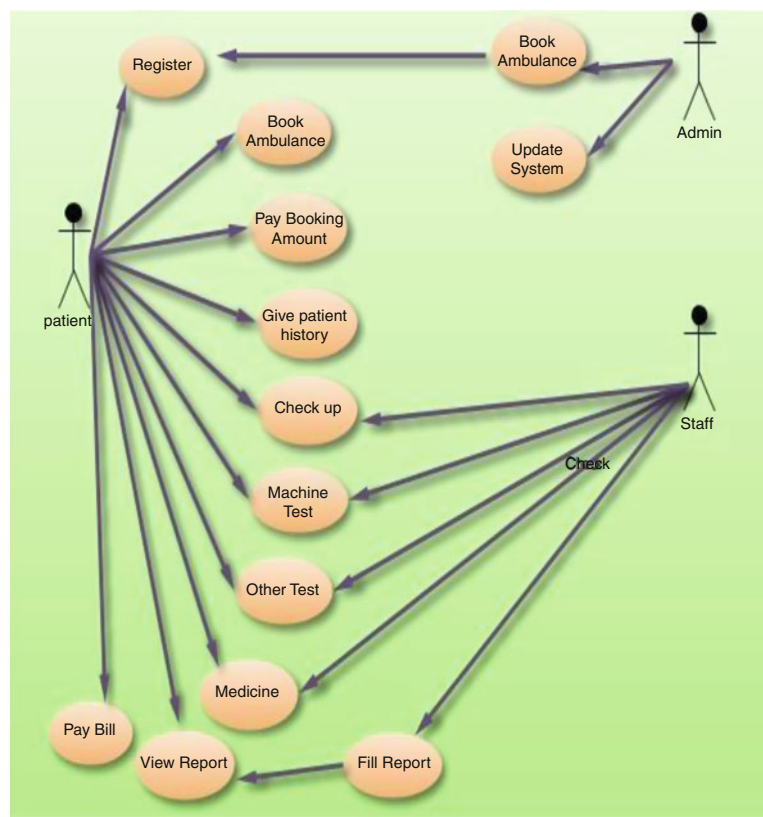 Register
Book
Ambulance
Admin
Book
Ambulance
Update
System
Pay Booking
Amount
patient
Give patient
history
Check up
Staff
Check
Machine
Test
Other Test
Medicine
Pay Bill
View Report
Fill Report